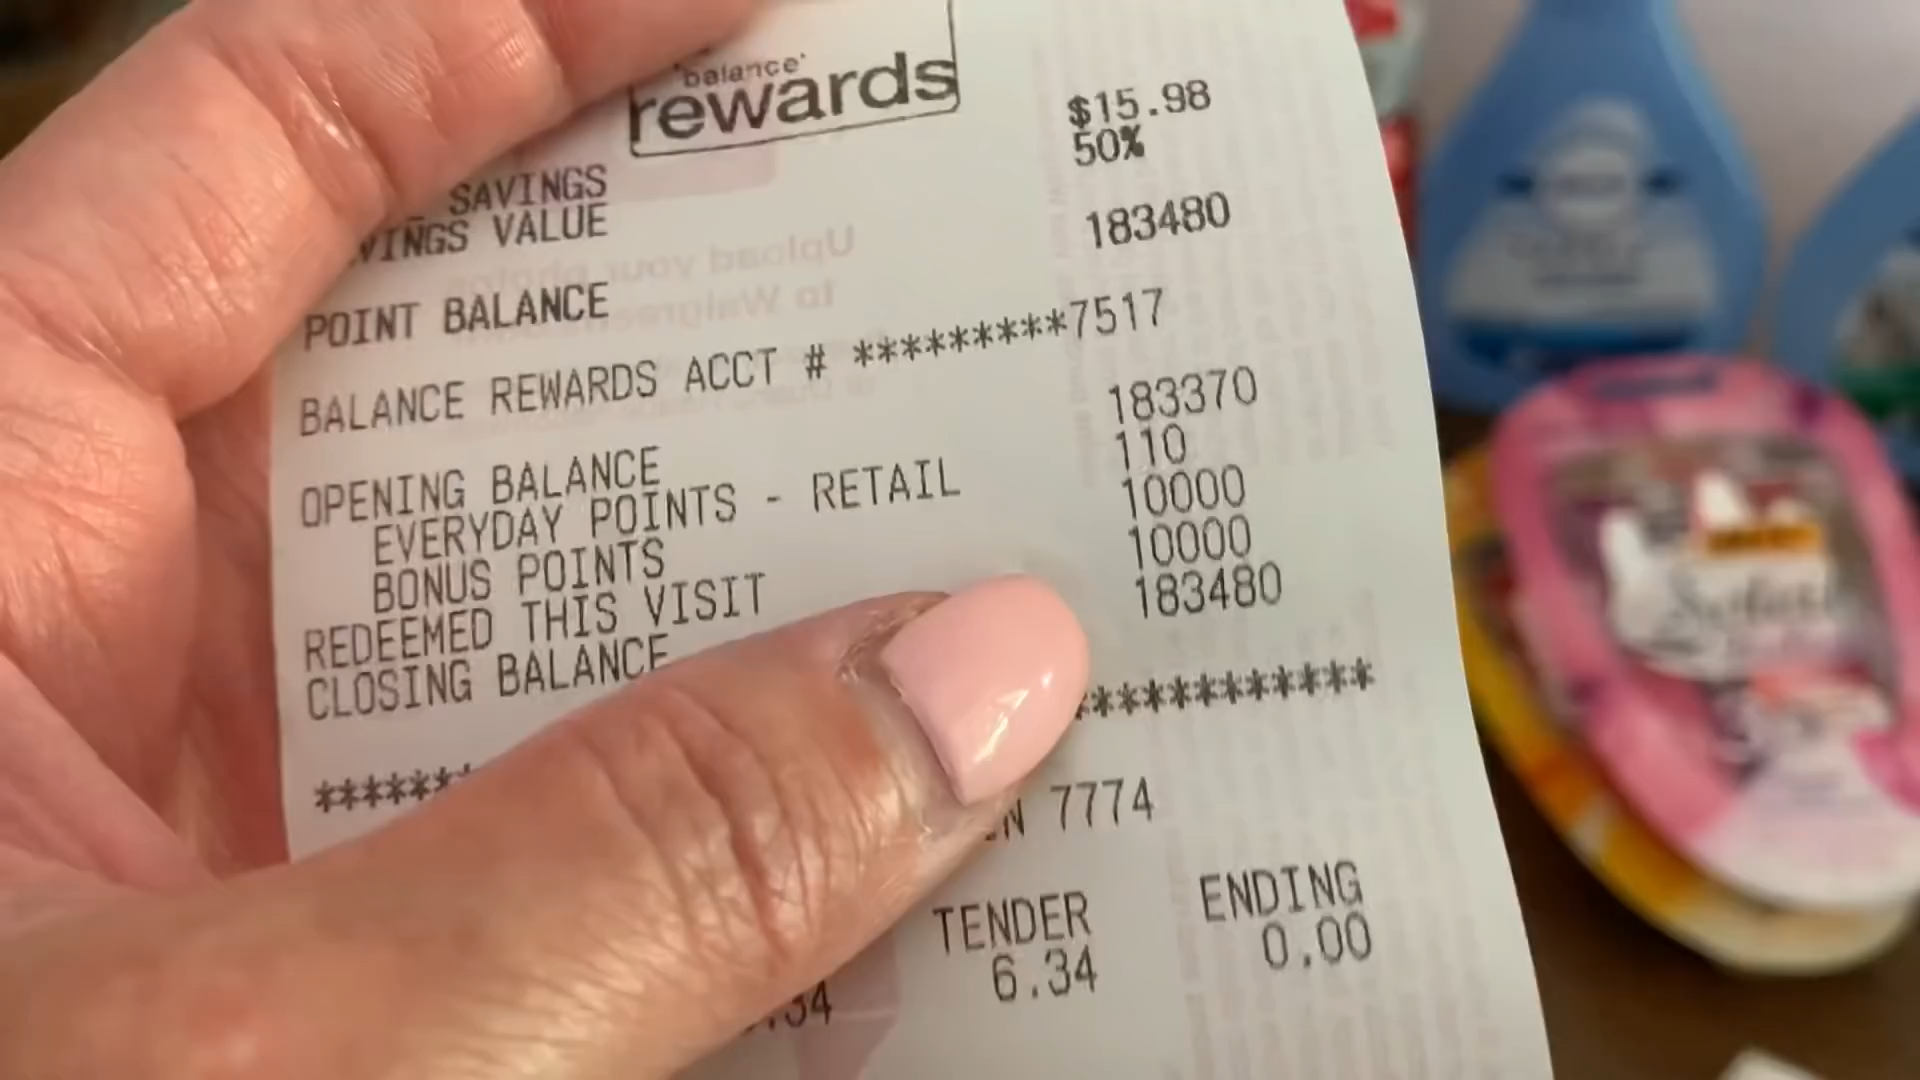 balance
rewards
SAVINGS $15.98
VINGS VALUE 50%
POINT BALANCE 183480
BALANCE REWARDS ACCT # *********7517
OPENING BALANCE 183370
EVERYDAY POINTS - RETAIL 110
BONUS POINTS 10000
REDEEMED THIS VISIT 10000
CLOSING BALANCE 183480
7774
TENDER ENDING
.34 6.34 0.00